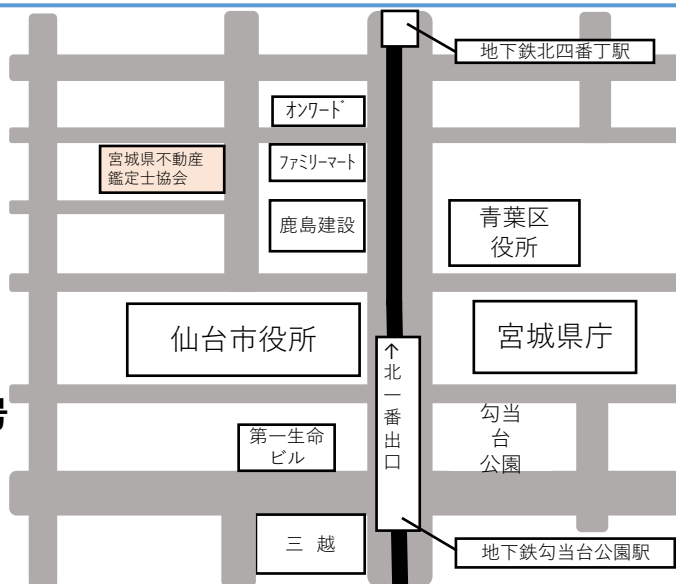 地下鉄北四番丁駅
オンワード
宮城県不動産
鑑定士協会
ファミリーマート
鹿島建設
青葉区
役所
仙台市役所
↑北一番出口
宮城県庁
号
第一生命
ビル
勾当
台
公園
三 越
地下鉄勾当台公園駅